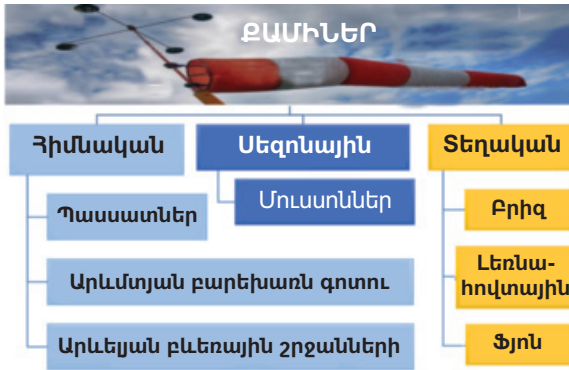 ՔԱՄԻՆԵՐ
Հիմնական
Սեզոնային
Տեղական
Պասսատներ
Մուսսոններ
Բրիզ
Արևմտյան բարեխառն գոտու
Լեռնա-
հովտային
Արևելյան բևեռային շրջանների
Ֆյոն